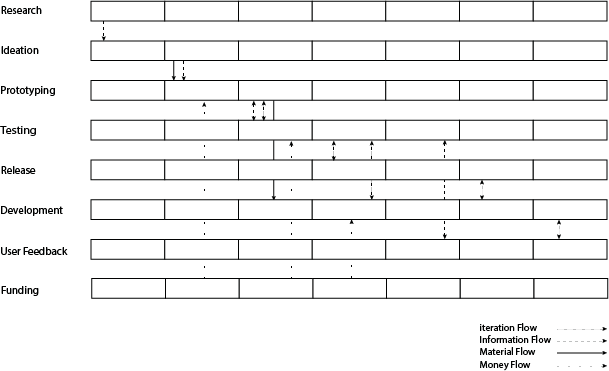 Research
Ideation
Prototyping
Testing
Release
Development
User Feedback
Funding
iteration Flow
Information Flow
Material Flow
Money Flow